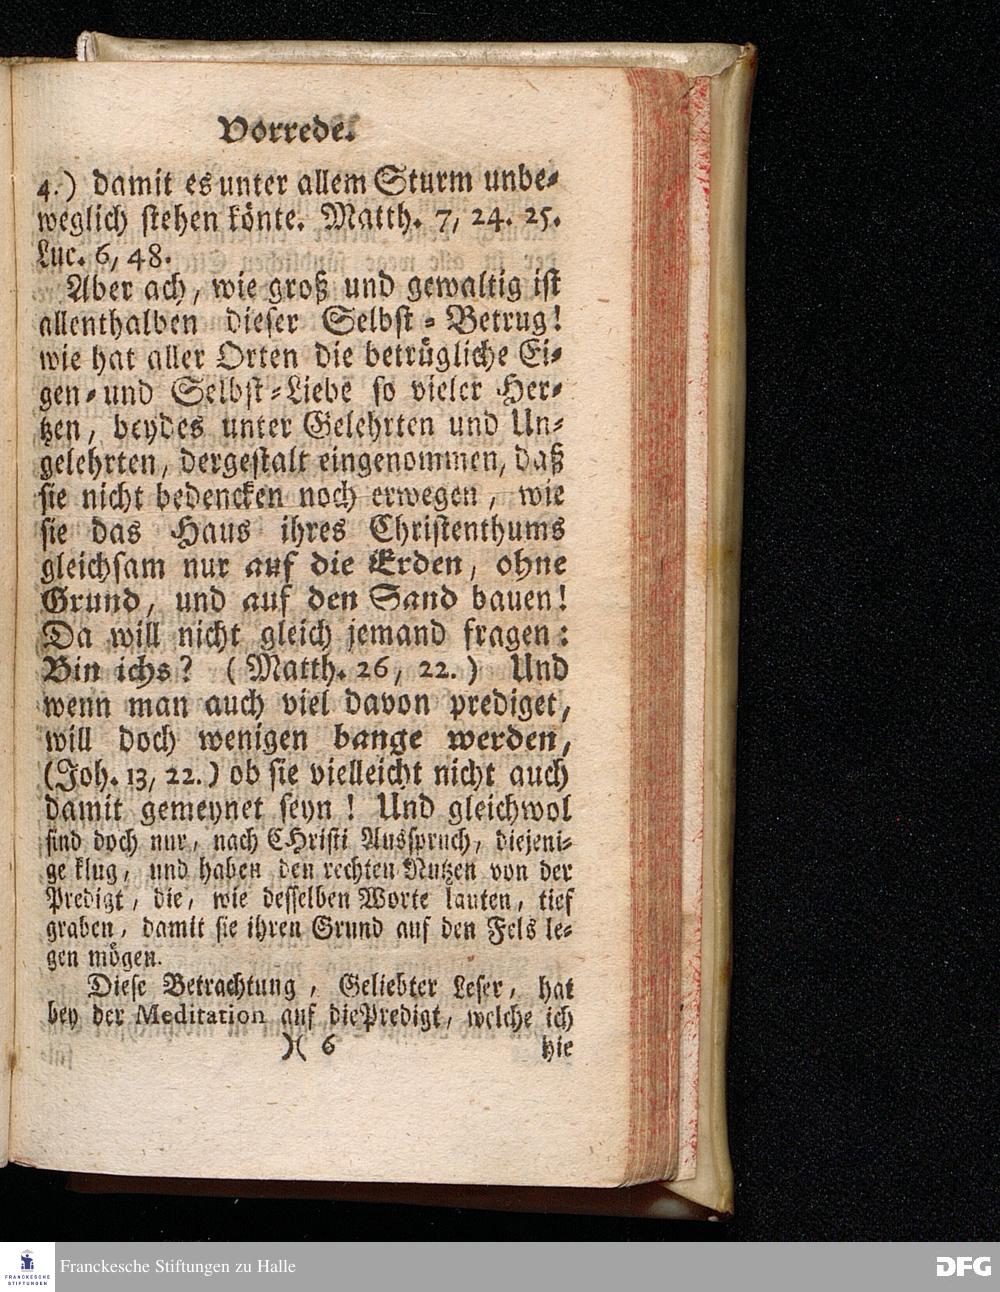 Vorrede.
4.) damit es unter allem Sturm unbe-
weglich stehen könte. Matth. 7, 24. 25.
Luc. 6, 48.
Aber ach, wie groß und gewaltig ist
allenthalben dieser Selbst-Betrug!
wie hat aller Orten die betrügliche Ei-
gen- und Selbst-Liebe so vieler Her-
tzen, beydes unter Gelehrten und Un-
gelehrten, dergestalt eingenommen, daß
sie nicht bedencken noch erwegen, wie
sie das Haus ihres Christenthums
gleichsam nur auf die Erden, ohne
Grund, und auf den Sand bauen!
Da will nicht gleich jemand fragen:
Bin ichs? (Matth. 26, 22.) Und
wenn man auch viel davon prediget,
will doch wenigen bange werden,
(Joh. 13, 22.) ob sie vielleicht nicht auch
damit gemeynet seyn! Und gleichwol
sind doch nur, nach CHristi Ausspruch, diejeni-
ge klug, und haben den rechten Nutzen von der
Predigt, die, wie desselben Worte lauten, tief
graben, damit sie ihren Grund auf den Fels le-
gen mögen.
Diese Betrachtung, Geliebter Leser, hat
bey der Meditation auf die Predigt, welche ich
)( 6 hie
FRANCKESCHE
STIFTUNGEN
Franckesche Stiftungen zu Halle
DFG